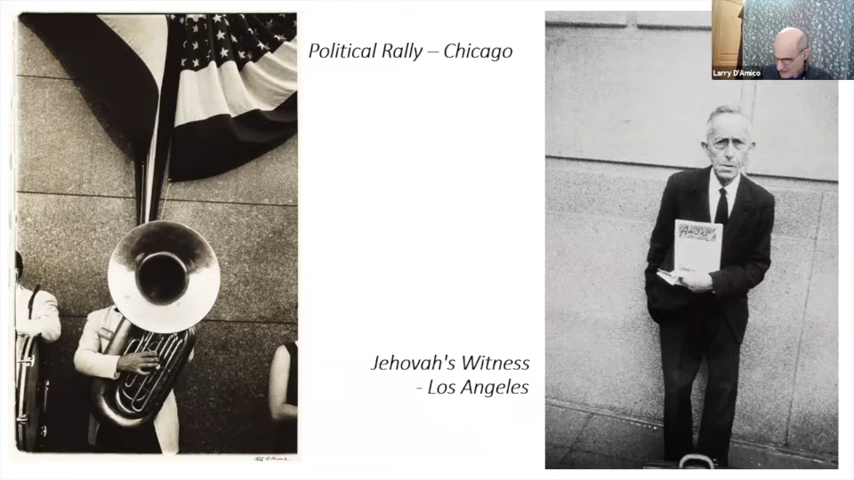 Political Rally – Chicago
Larry D'Amico
Jehovah's Witness
- Los Angeles